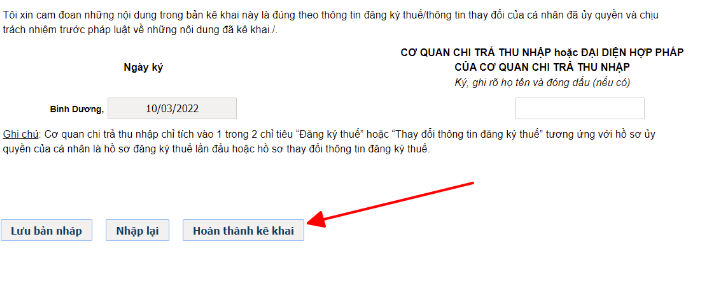 Tôi xin cam đoan những nội dung trong bản kê khai này là đúng theo thông tin đăng ký thuế/thông tin thay đổi của cá nhân đã ủy quyền và chịu
trách nhiệm trước pháp luật về những nội dung đã kê khai./.
CƠ QUAN CHI TRẢ THU NHẬP hoặc ĐẠI DIỆN HỢP PHÁP
Ngày ký
CỦA CƠ QUAN CHI TRẢ THU NHẬP
Ký, ghi rõ họ tên và đóng dấu (nếu có)
Bình Dương, 10/03/2022
Ghi chú: Cơ quan chi trả thu nhập chỉ tích vào 1 trong 2 chỉ tiêu “Đăng ký thuế” hoặc “Thay đổi thông tin đăng ký thuế” tương ứng với hồ sơ ủy
quyền của cá nhân là hồ sơ đăng ký thuế lần đầu hoặc hồ sơ thay đổi thông tin đăng ký thuế.
Lưu bản nháp Nhập lại Hoàn thành kê khai